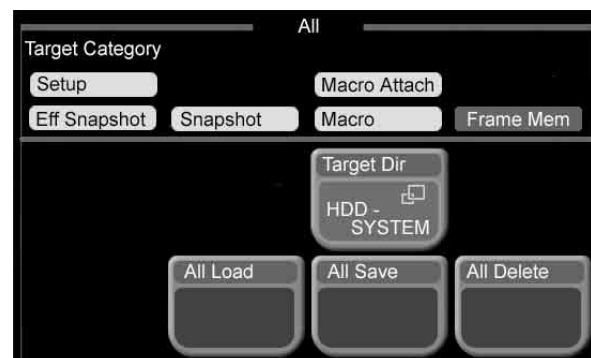 All
Target Category
Setup Macro Attach
Eff Snapshot Snapshot Macro Frame Mem
Target Dir
HDD -
SYSTEM
All Load All Save All Delete